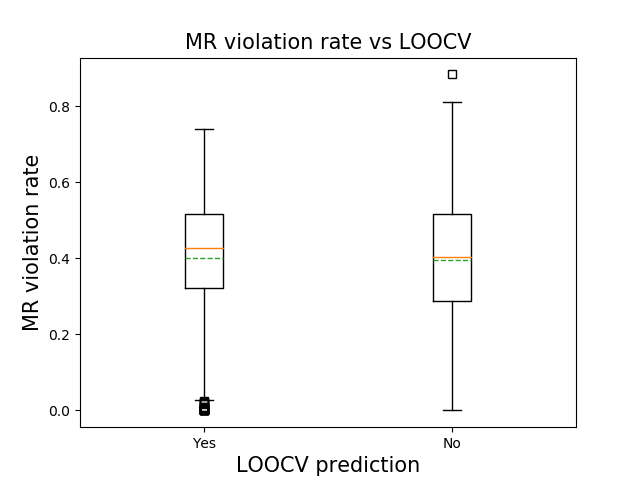 MR violation rate vs LOOCV
MR violation rate
0.8
0.6
0.4
0.2
0.0
Yes
No
LOOCV prediction